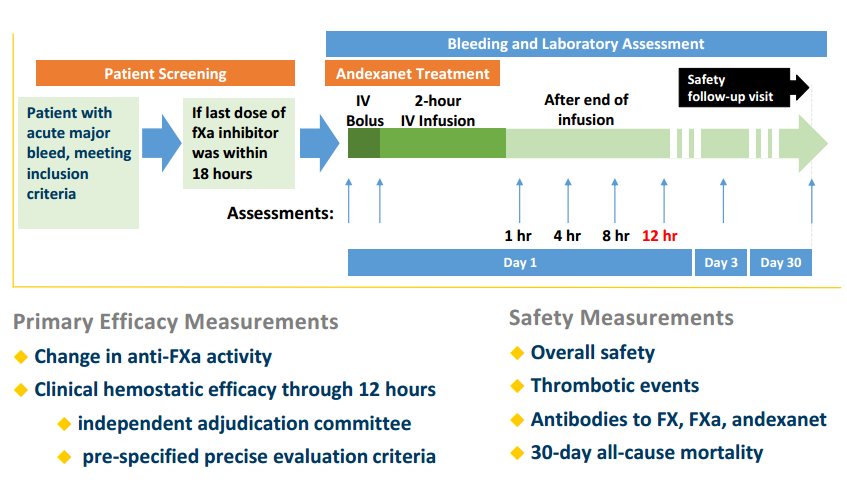 Bleeding and Laboratory Assessment
Patient Screening
Andexanet Treatment
Safety
follow-up visit
Patient with
acute major
bleed, meeting
inclusion
criteria
If last dose of
fXa inhibitor
was within
18 hours
IV
Bolus
2-hour
IV Infusion
After end of
infusion
Assessments:
1 hr
4 hr
8 hr
12 hr
Day 1
Day 3
Day 30
Primary Efficacy Measurements
Change in anti-FXa activity
Clinical hemostatic efficacy through 12 hours
independent adjudication committee
pre-specified precise evaluation criteria
Safety Measurements
Overall safety
Thrombotic events
Antibodies to FX, FXa, andexanet
30-day all-cause mortality